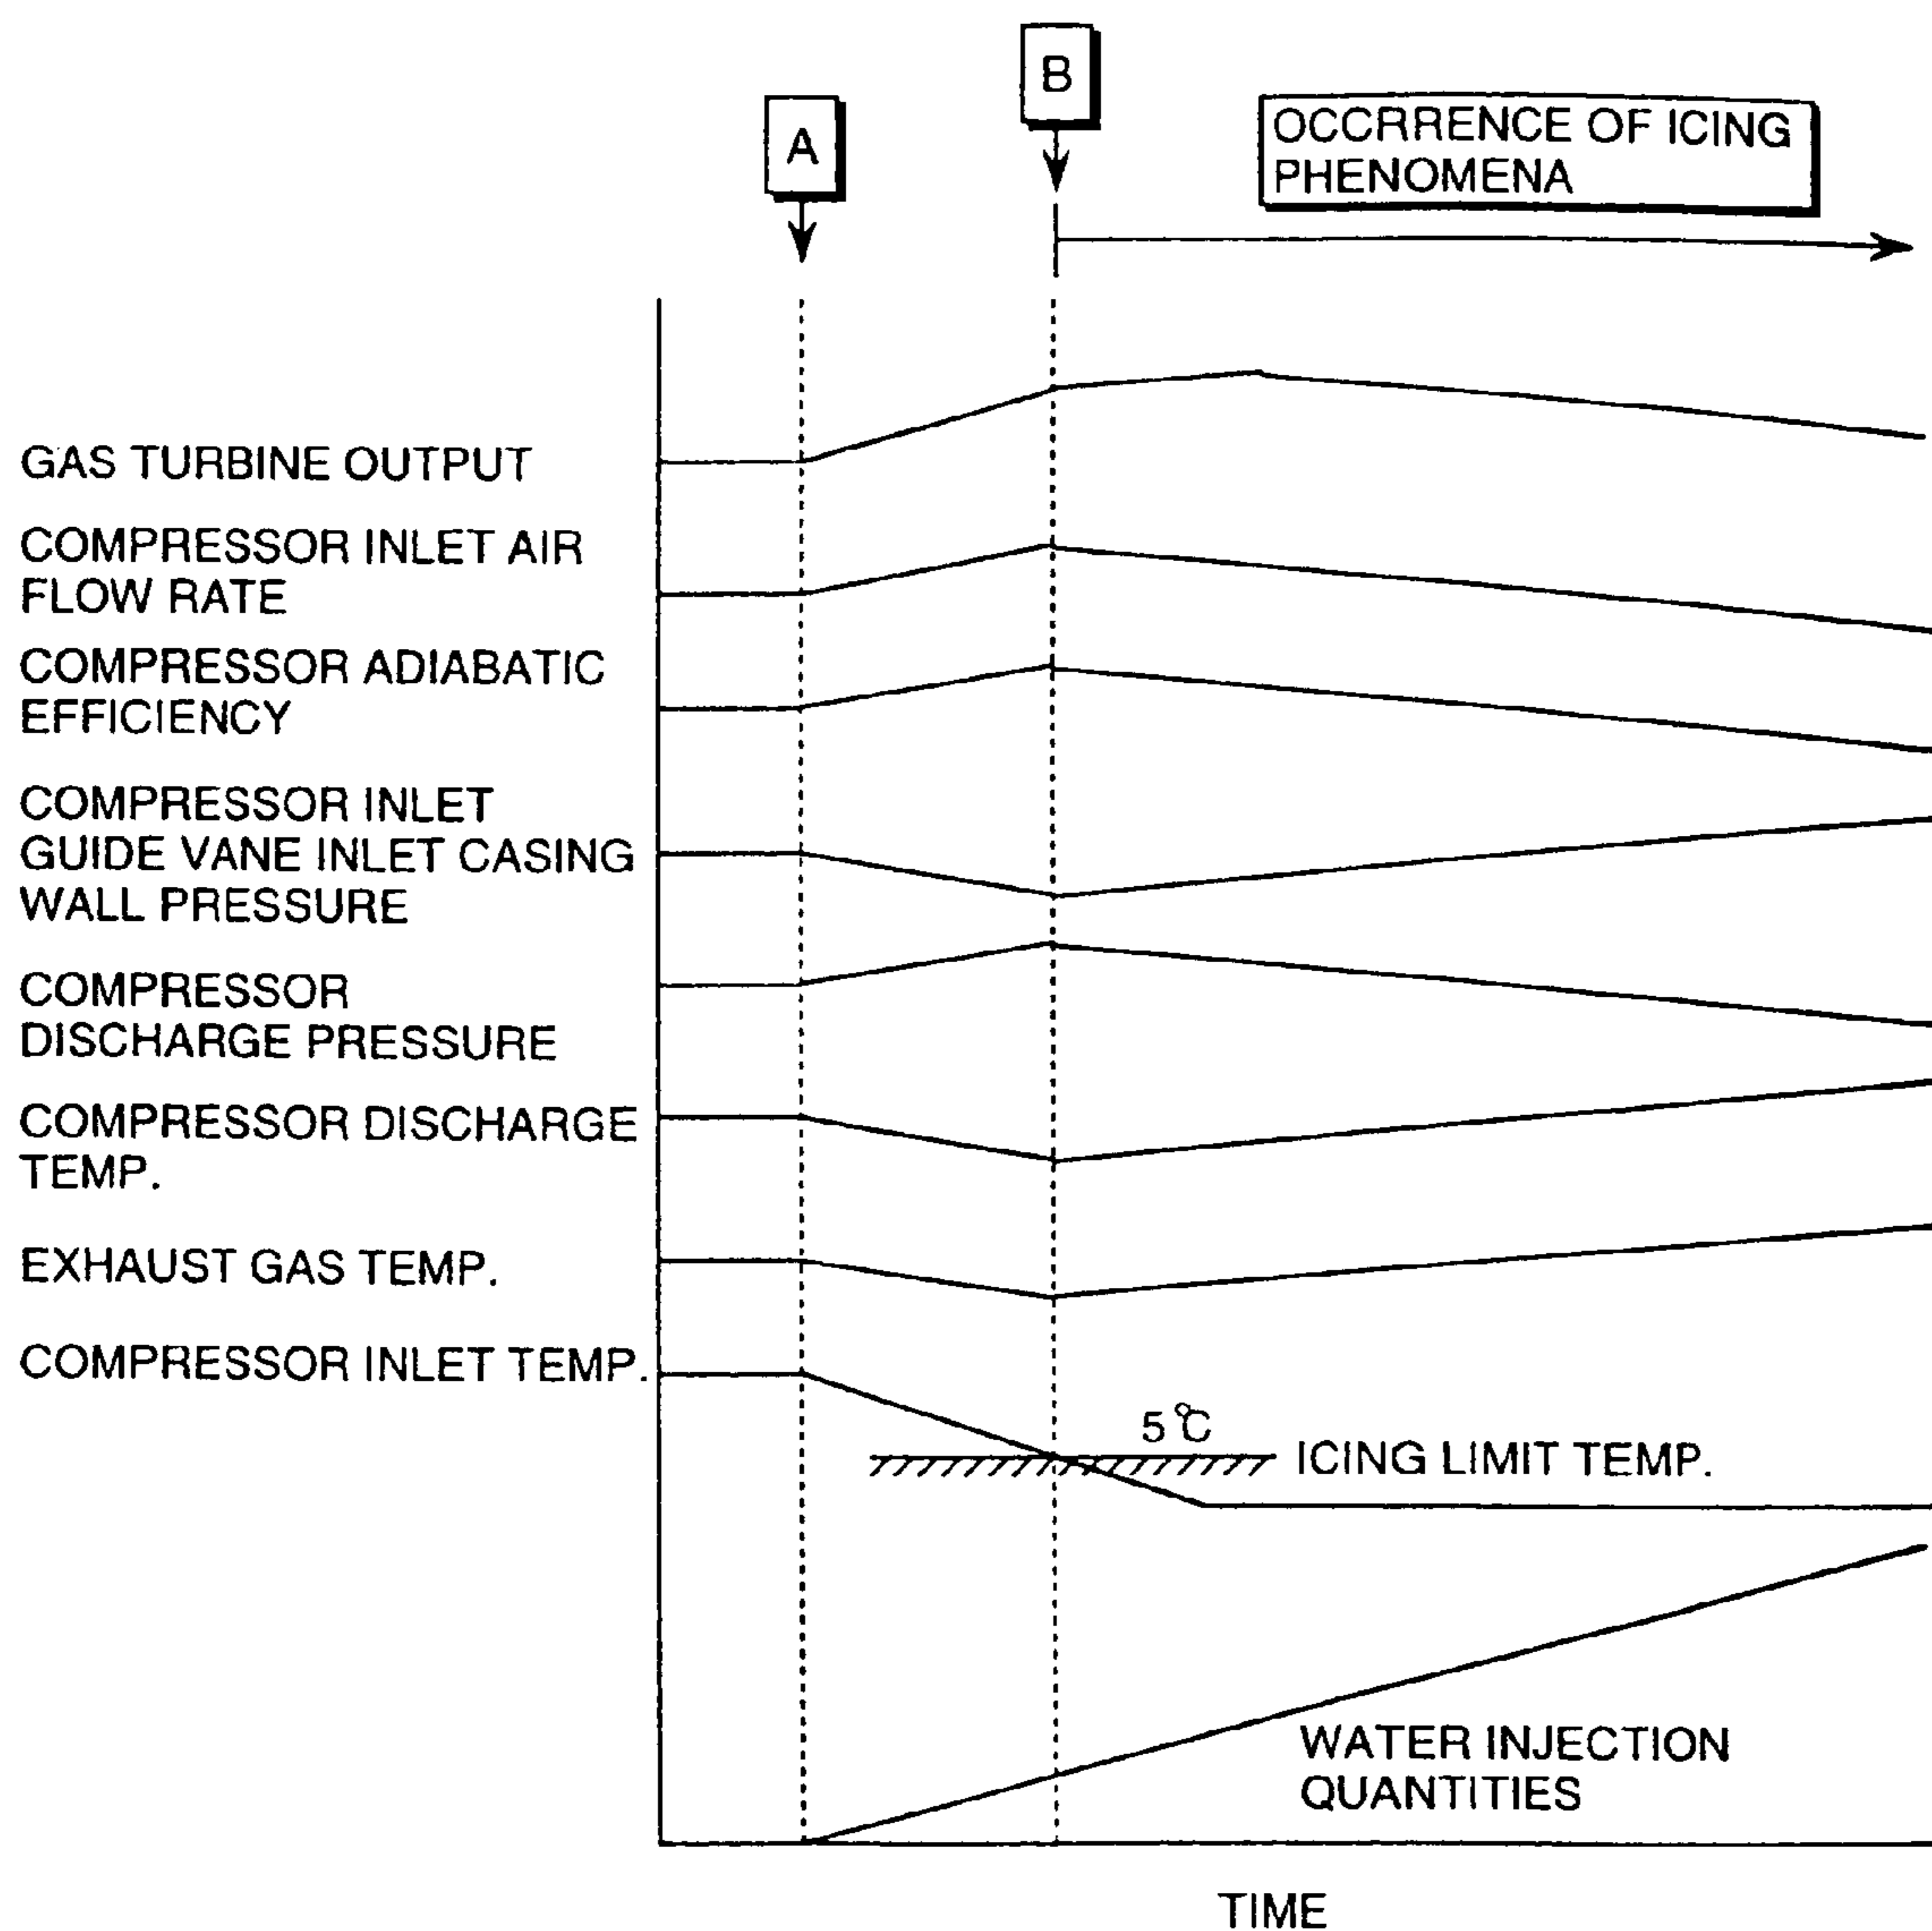 B
A
OCCRRENCE OF ICING
PHENOMENA
GAS TURBINE OUTPUT
COMPRESSOR INLET AIR
FLOW RATE
COMPRESSOR ADIABATIC
EFFICIENCY
COMPRESSOR INLET
GUIDE VANE INLET CASING
WALL PRESSURE
COMPRESSOR
DISCHARGE PRESSURE
COMPRESSOR DISCHARGE
TEMP.
EXHAUST GAS TEMP.
COMPRESSOR INLET TEMP.
5℃
ICING LIMIT TEMP.
WATER INJECTION
QUANTITIES
TIME